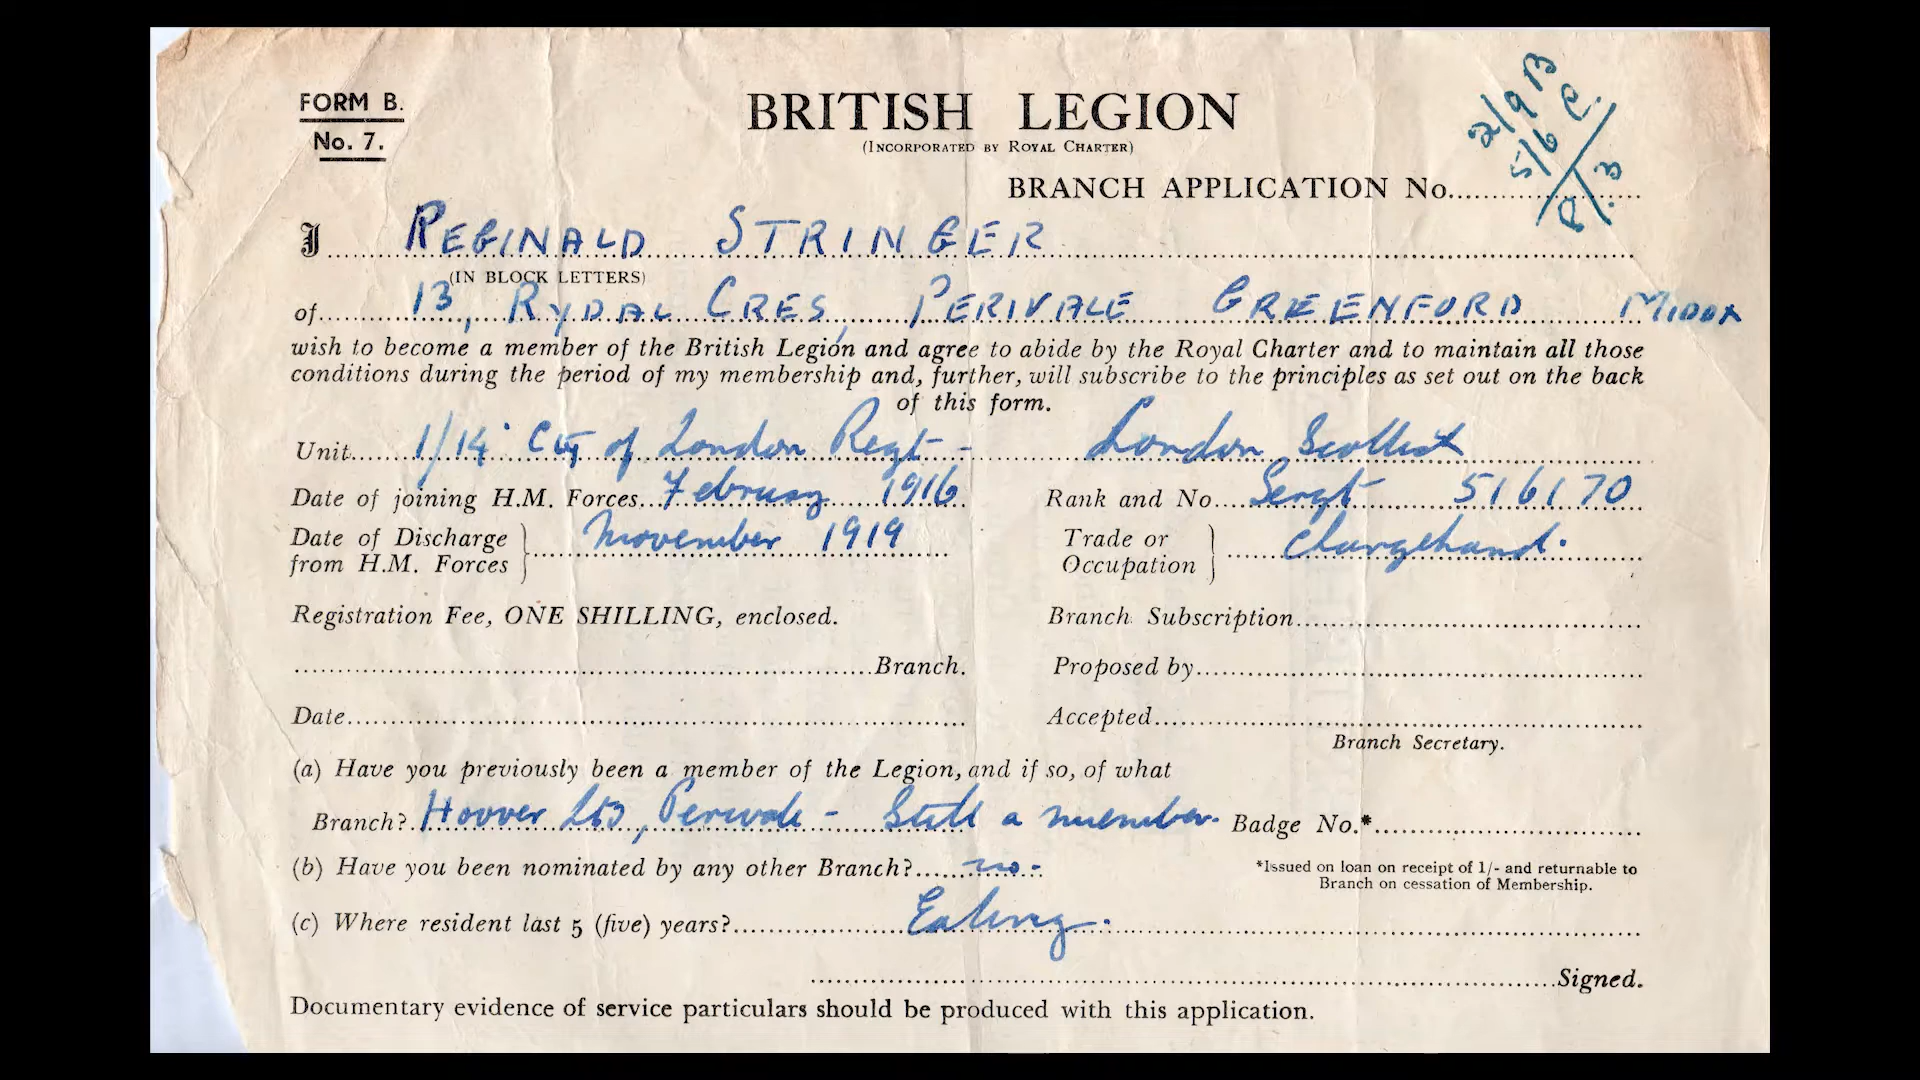 FORM B.
No. 7.
BRITISH LEGION
(INCORPORATED BY ROYAL CHARTER)
2/9 B
5/6 C.
P. 3
BRANCH APPLICATION No.
I REGINALD STRINGER
(IN BLOCK LETTERS)
of 13, RYDAL CRES, PERIVALE GREENFORD MIDDX
wish to become a member of the British Legion and agree to abide by the Royal Charter and to maintain all those
conditions during the period of my membership and, further, will subscribe to the principles as set out on the back
of this form.
Unit 1/14 City of London Regt - London Scottish
Date of joining H.M. Forces February 1916 Rank and No. Sergt 516170
Date of Discharge from H.M. Forces November 1919 Trade or Occupation Chargehand.
Registration Fee, ONE SHILLING, enclosed. Branch Subscription
Branch. Proposed by
Date Accepted
Branch Secretary.
(a) Have you previously been a member of the Legion, and if so, of what
Branch? Hoover Ltd, Perivale - Still a member. Badge No.*
(b) Have you been nominated by any other Branch? no - *Issued on loan on receipt of 1/- and returnable to
Branch on cessation of Membership.
(c) Where resident last 5 (five) years? Ealing.
Signed.
Documentary evidence of service particulars should be produced with this application.